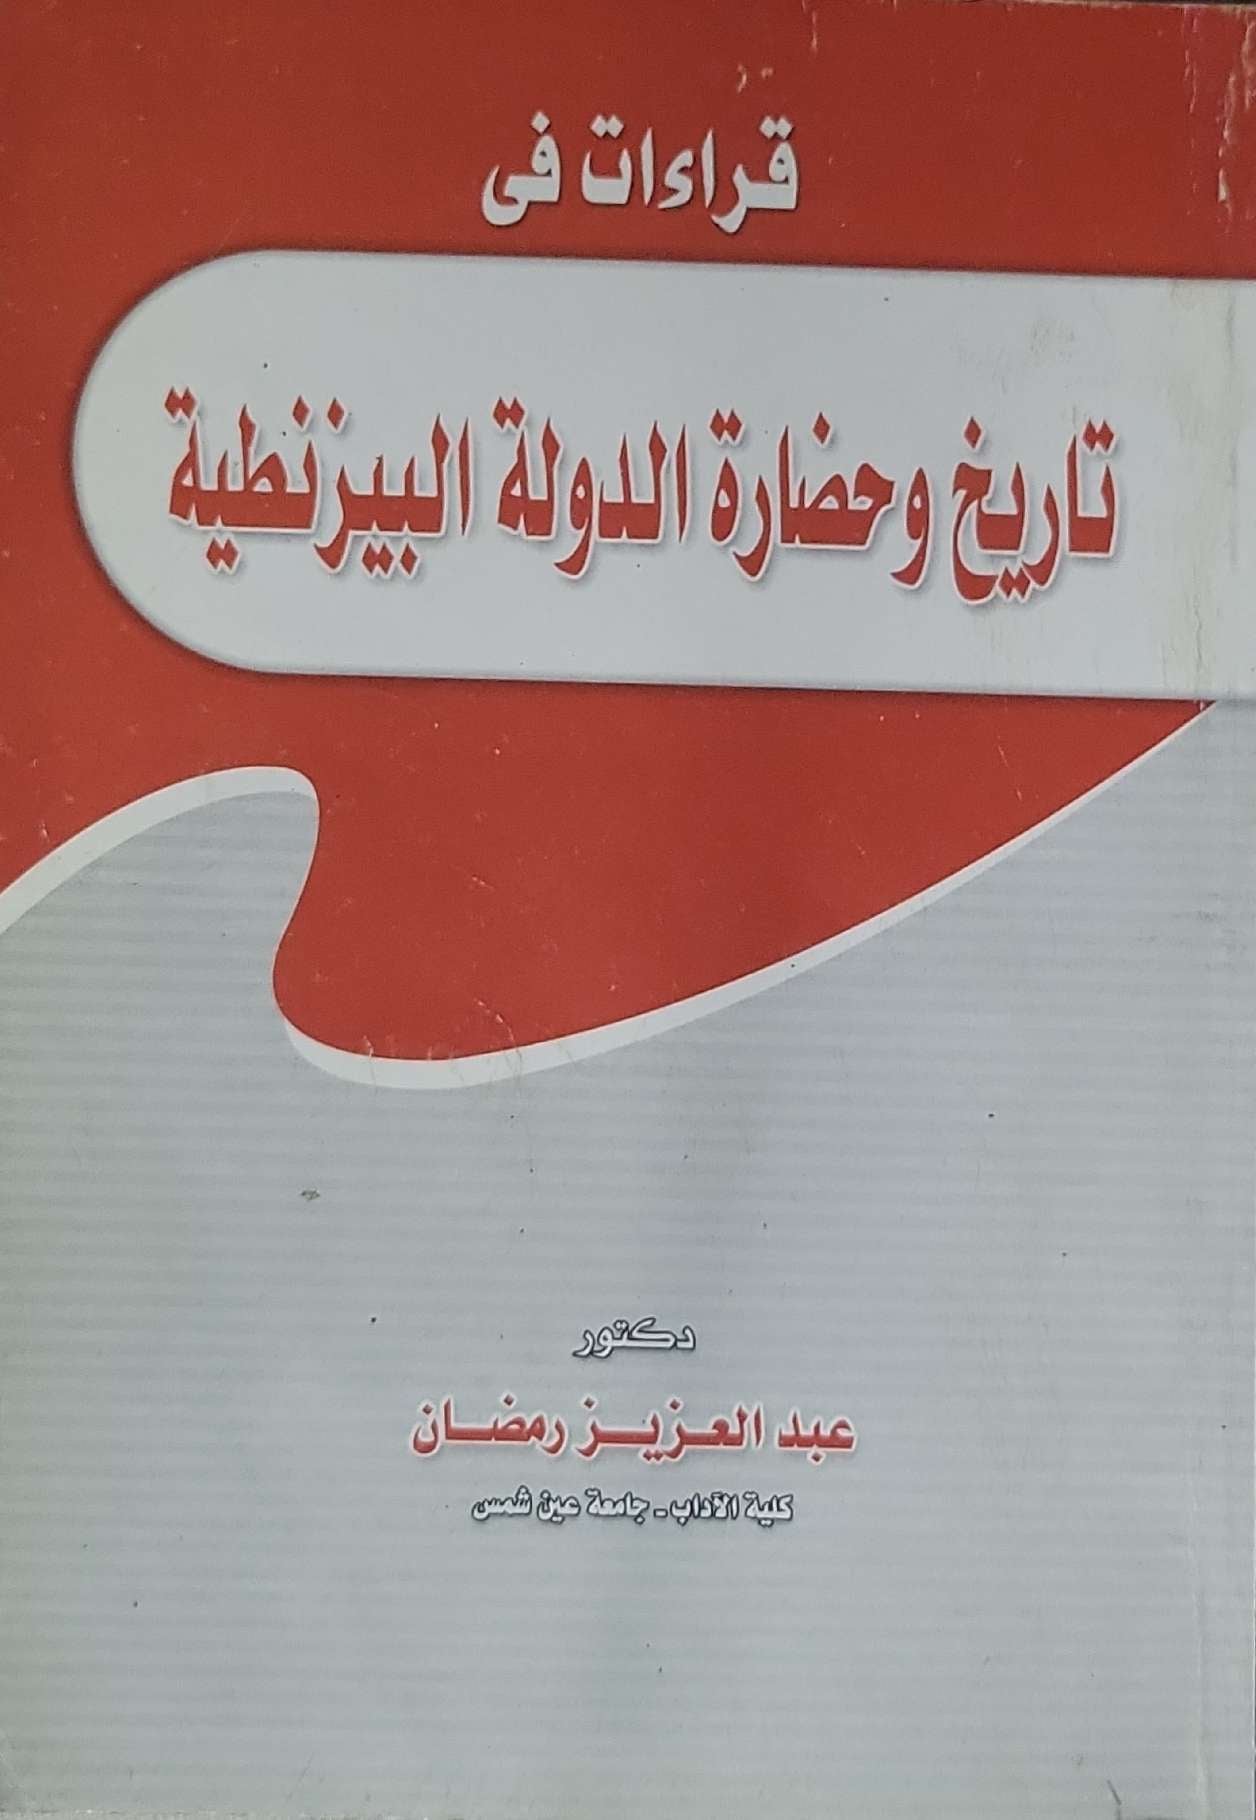 قراءات فى
تاريخ وحضارة الدولة البيزنطية
دكتور
عبد العزيز رمضان
كلية الآداب - جامعة عين شمس